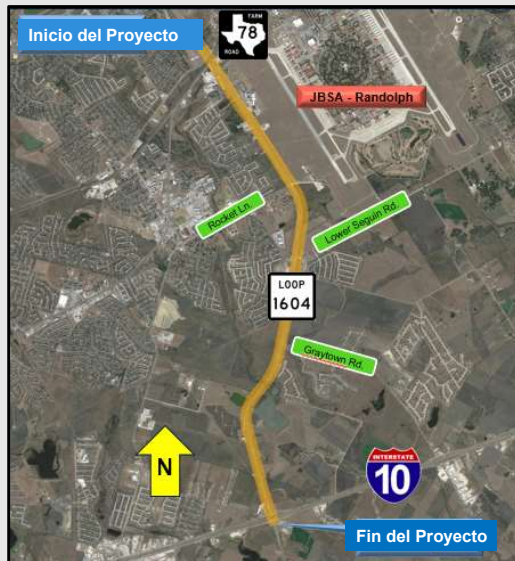 Inicio del Proyecto
FARM
78
ROAD
JBSA - Randolph
Rocket Ln.
Lower Seguin Rd.
LOOP
1604
Graytown Rd.
N
INTERSTATE
10
Fin del Proyecto